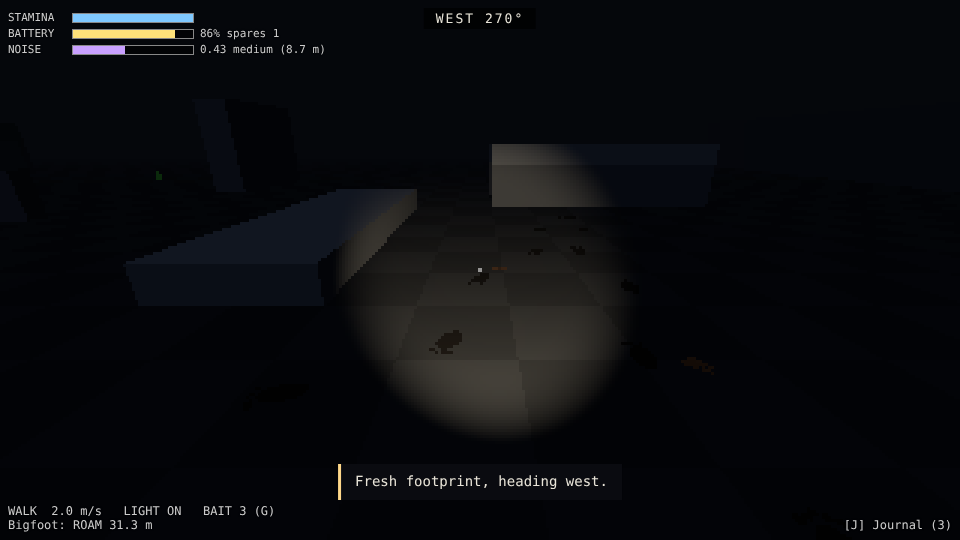 STAMINA
WEST 270°
BATTERY 86% spares 1
NOISE 0.43 medium (8.7 m)
Fresh footprint, heading west.
WALK 2.0 m/s LIGHT ON BAIT 3 (G)
Bigfoot: ROAM 31.3 m
[J] Journal (3)